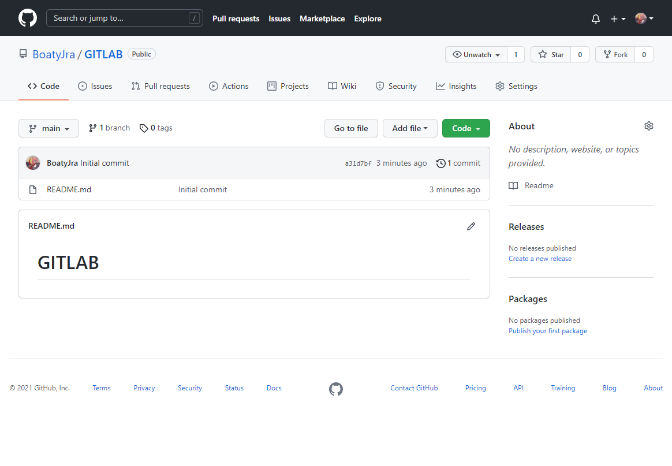 Search or jump to... /
Pull requests Issues Marketplace Explore
BoatyJra / GITLAB Public
Unwatch 1 Star 0 Fork 0
Code Issues Pull requests Actions Projects Wiki Security Insights Settings
main 1 branch 0 tags Go to file Add file Code
BoatyJra Initial commit a31d7bf 3 minutes ago 1 commit
README.md Initial commit 3 minutes ago
README.md
GITLAB
About
No description, website, or topics
provided.
Readme
Releases
No releases published
Create a new release
Packages
No packages published
Publish your first package
© 2021 GitHub, Inc. Terms Privacy Security Status Docs Contact GitHub Pricing API Training Blog About